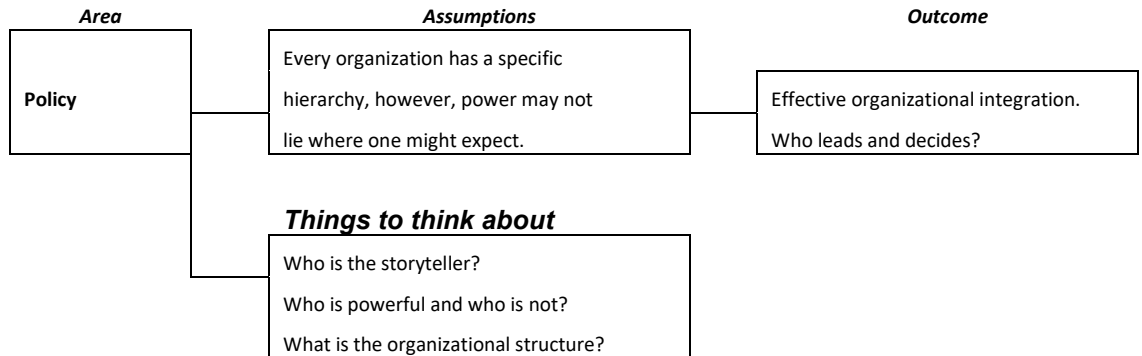 Area Assumptions Outcome
Policy
Every organization has a specific
hierarchy, however, power may not
lie where one might expect.
Effective organizational integration.
Who leads and decides?
Things to think about
Who is the storyteller?
Who is powerful and who is not?
What is the organizational structure?